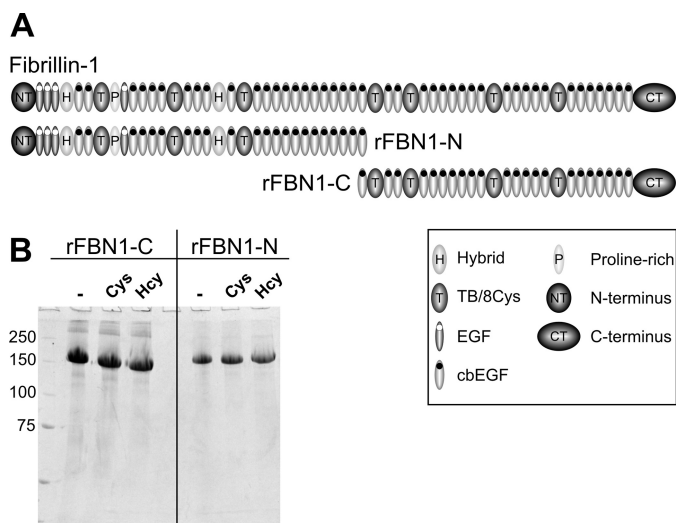 A
Fibrillin-1
NT H T P T H T T T T T CT
NT H T P T H T rFBN1-N
rFBN1-C T T T T CT
B
rFBN1-C rFBN1-N
- Cys Hcy - Cys Hcy
250
150
100
75
H Hybrid P Proline-rich
T TB/8Cys NT N-terminus
EGF CT C-terminus
cbEGF